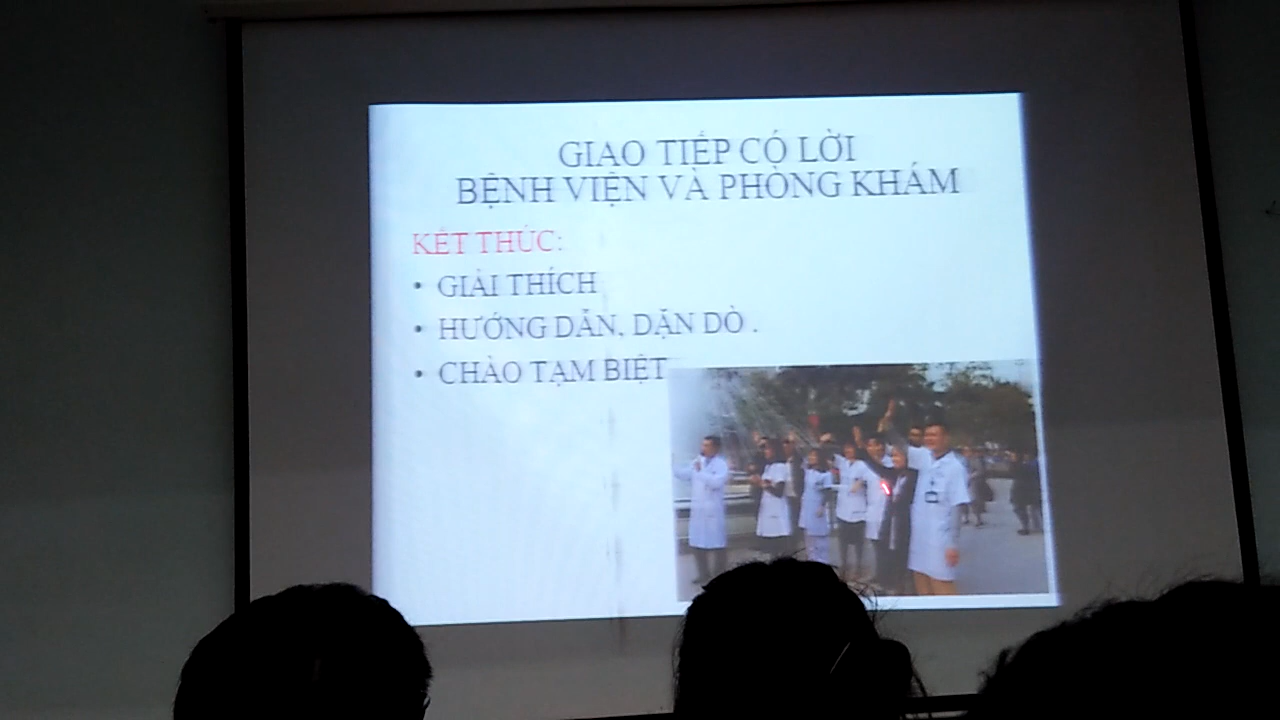 GIAO TIẾP CÓ LỜI
BỆNH VIỆN VÀ PHÒNG KHÁM
KẾT THÚC:
• GIẢI THÍCH
• HƯỚNG DẪN, DẶN DÒ .
• CHÀO TẠM BIỆT